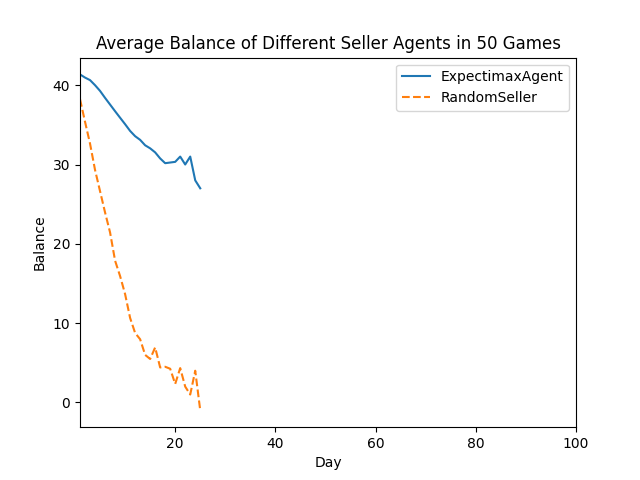 Average Balance of Different Seller Agents in 50 Games
ExpectimaxAgent
RandomSeller
Balance
40
30
20
10
0
20 40 60 80 100
Day